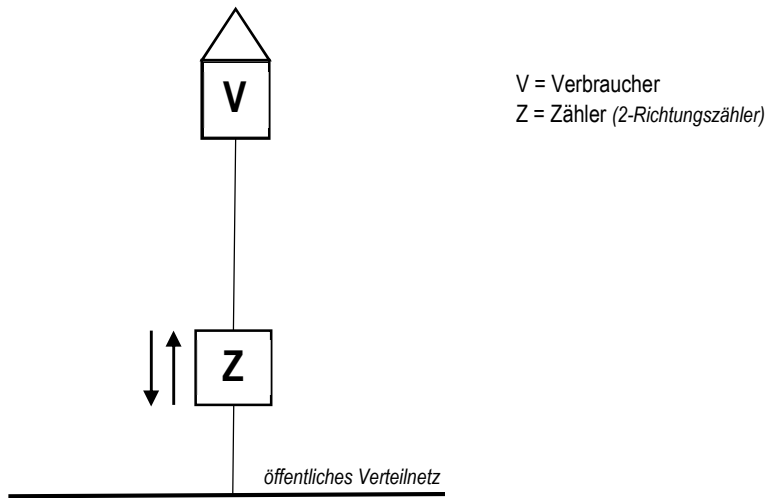 V
V = Verbraucher
Z = Zähler (2-Richtungszähler)
Z
öffentliches Verteilnetz